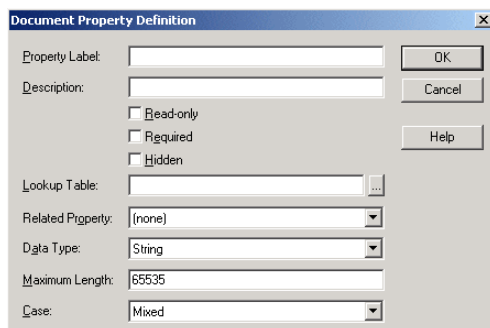 Document Property Definition
Property Label:
OK
Description:
Cancel
Read-only
Required
Help
Hidden
Lookup Table:
...
Related Property: (none)
Data Type: String
Maximum Length: 65535
Case: Mixed